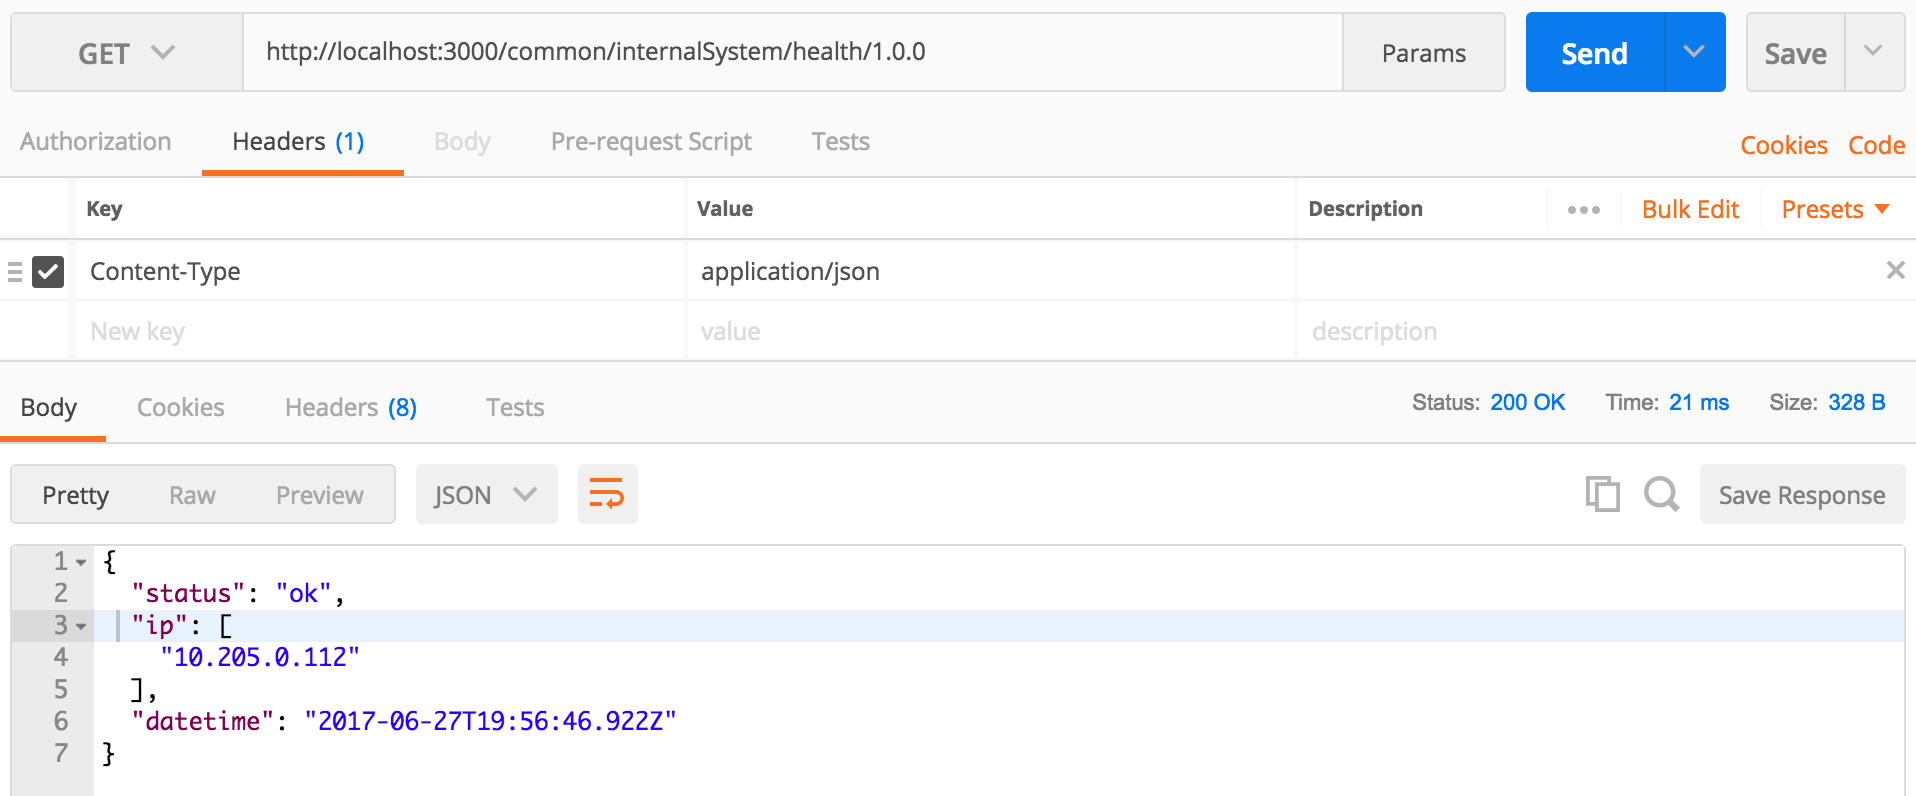 GET http://localhost:3000/common/internalSystem/health/1.0.0 Params Send Save
Authorization Headers (1) Body Pre-request Script Tests Cookies Code
Key Value Description ••• Bulk Edit Presets
Content-Type application/json
New key value description
Body Cookies Headers (8) Tests Status: 200 OK Time: 21 ms Size: 328 B
Pretty Raw Preview JSON Save Response
1 {
2 "status": "ok",
3 "ip": [
4 "10.205.0.112"
5 ],
6 "datetime": "2017-06-27T19:56:46.922Z"
7 }